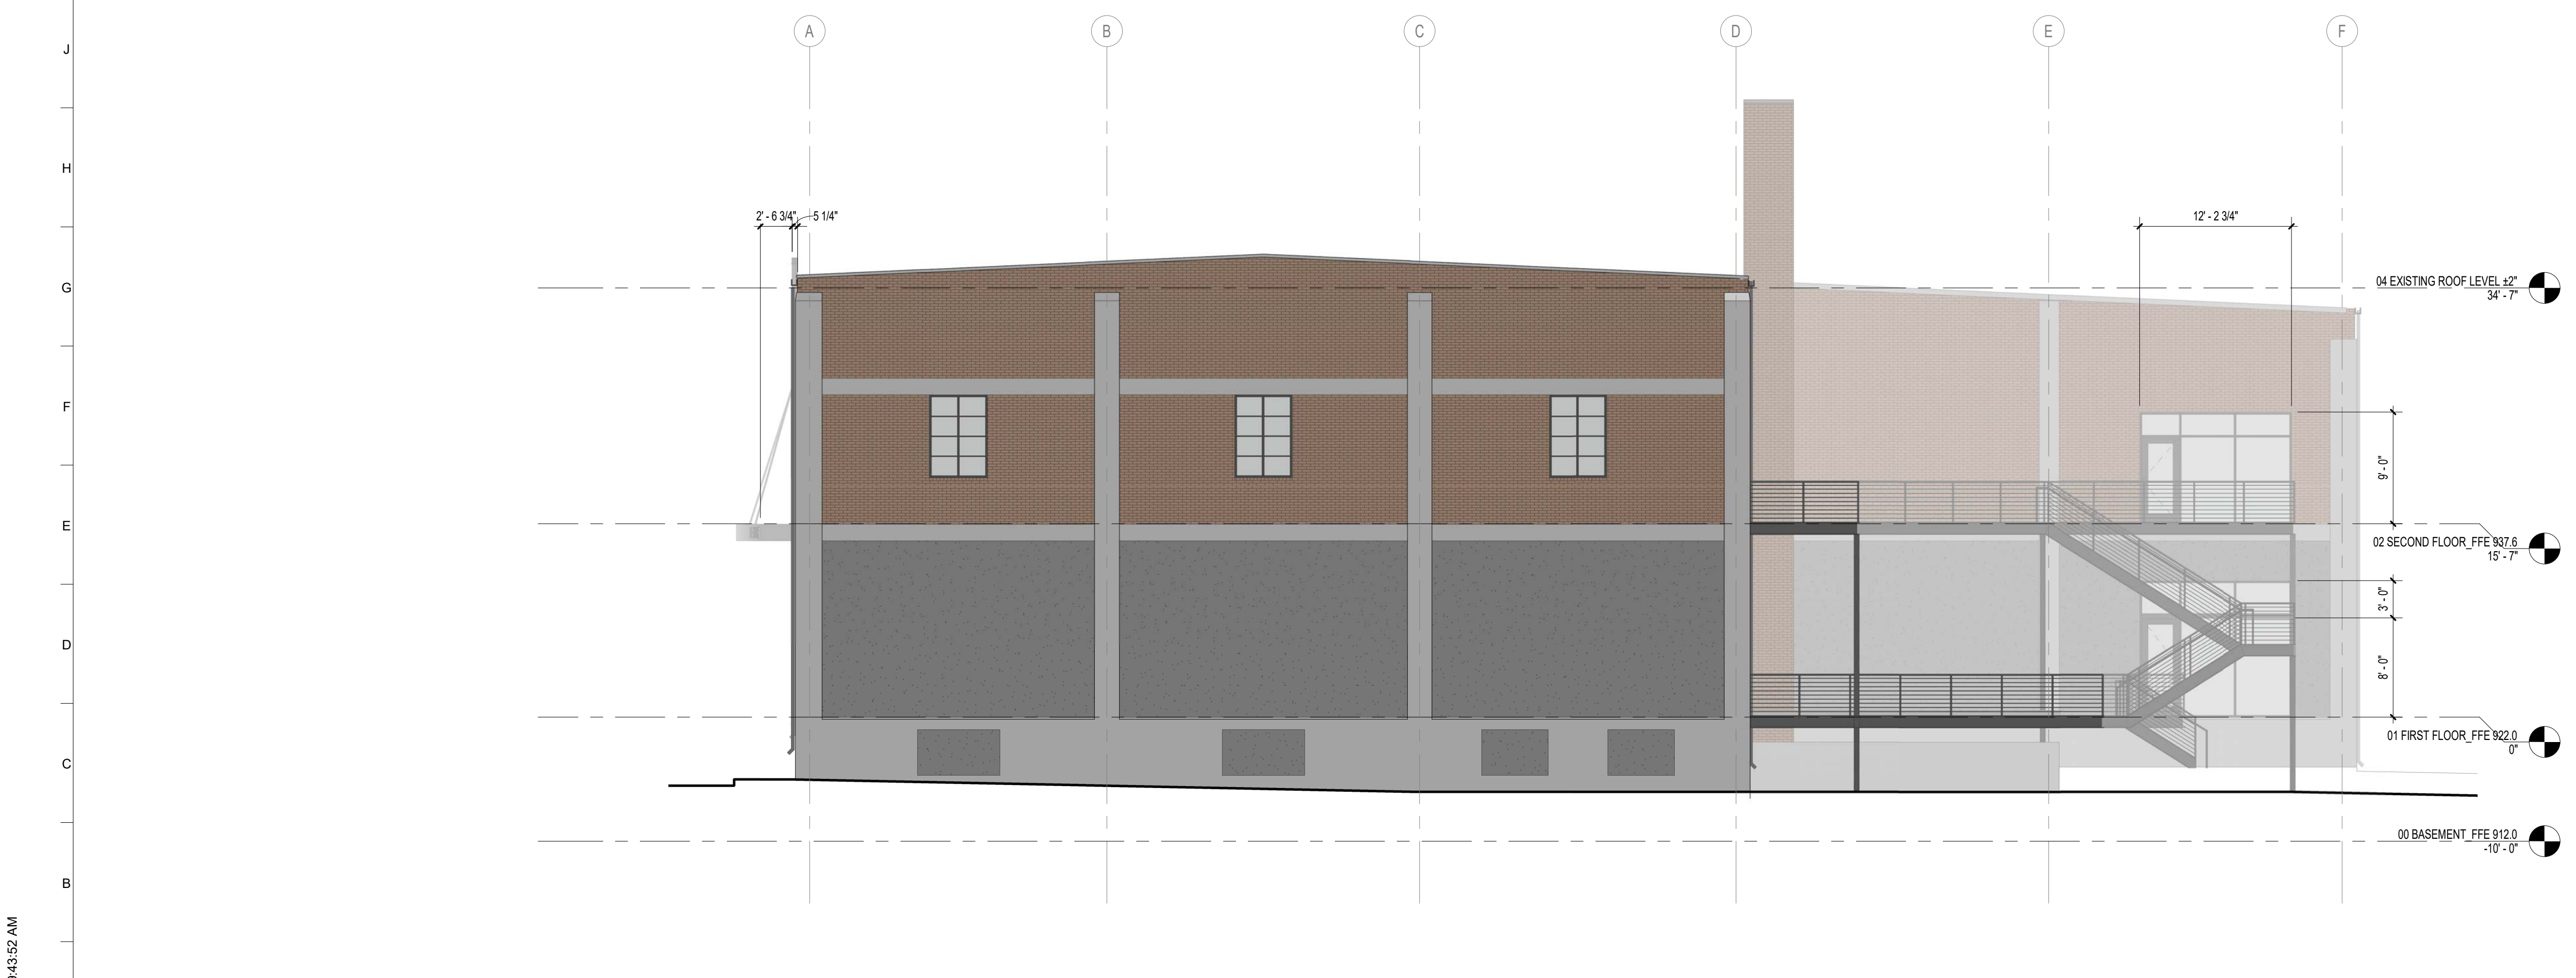 A
B
C
D
E
F
J
H
2' - 6 3/4"
5 1/4"
12' - 2 3/4"
G
04 EXISTING ROOF LEVEL ±2"
34' - 7"
F
9' - 0"
E
02 SECOND FLOOR_FFE 937.6
15' - 7"
3' - 0"
D
8' - 0"
01 FIRST FLOOR_FFE 922.0
0"
C
00 BASEMENT_FFE 912.0
-10' - 0"
B
9:43:52 AM